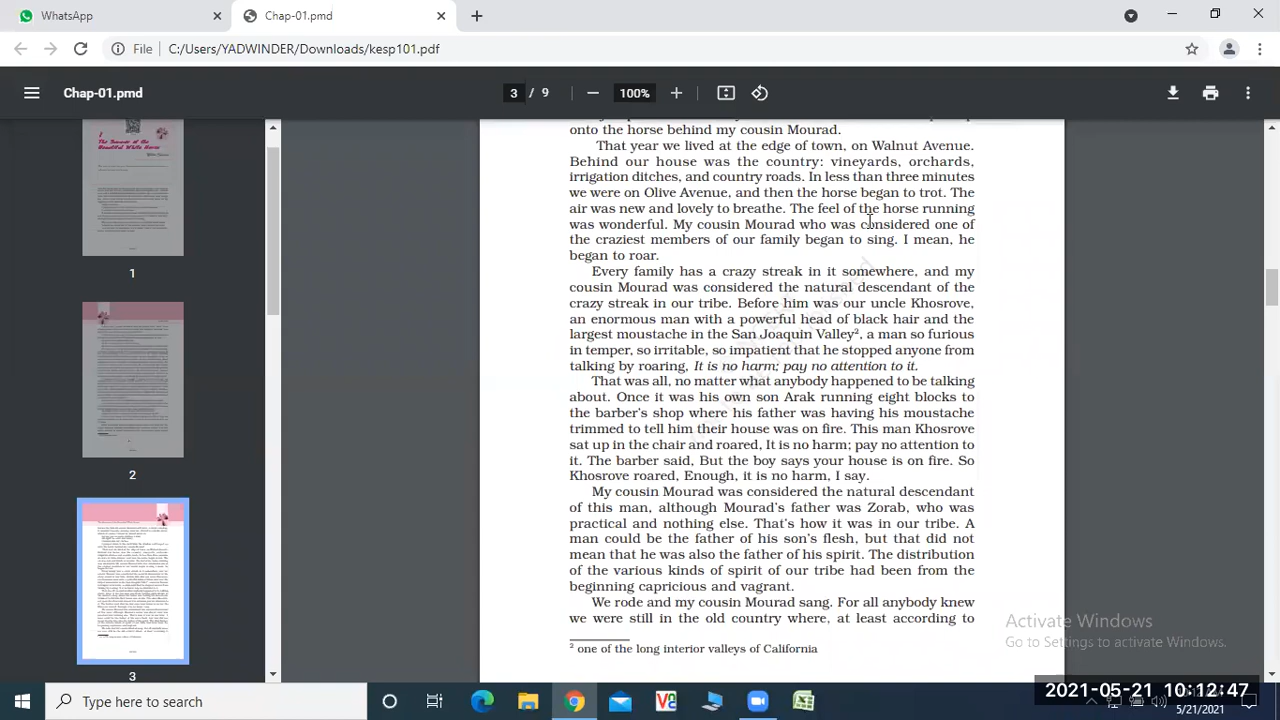 WhatsApp
Chap-01.pmd
File
C:/Users/YADWINDER/Downloads/kesp101.pdf
Chap-01.pmd
3 / 9
100%
1
2
3
onto the horse behind my cousin Mourad.
That year we lived at the edge of town, on Walnut Avenue.
Behind our house was the country: vineyards, orchards,
irrigation ditches, and country roads. In less than three minutes
we were on Olive Avenue, and then the horse began to trot. The
air was new and lovely to breathe. The feel of the horse running
was wonderful. My cousin Mourad who was considered one of
the craziest members of our family began to sing. I mean, he
began to roar.
Every family has a crazy streak in it somewhere, and my
cousin Mourad was considered the natural descendant of the
crazy streak in our tribe. Before him was our uncle Khosrove,
an enormous man with a powerful head of black hair and the
largest moustache in the San Joaquin Valley², a man so furious
in temper, so irritable, so impatient that he stopped anyone from
talking by roaring, It is no harm; pay no attention to it.
That was all, no matter what anybody happened to be talking
about. Once it was his own son Arak running eight blocks to
the barber's shop where his father was having his moustache
trimmed to tell him their house was on fire. This man Khosrove
sat up in the chair and roared, It is no harm; pay no attention to
it. The barber said, But the boy says your house is on fire. So
Khosrove roared, Enough, it is no harm, I say.
My cousin Mourad was considered the natural descendant
of this man, although Mourad's father was Zorab, who was
practical and nothing else. That's how it was in our tribe. A
man could be the father of his son's flesh, but that did not
mean that he was also the father of his spirit. The distribution
of the various kinds of spirit of our tribe had been from the
beginning capricious and vagrant.
We rode and my cousin Mourad sang. For all anybody knew
we were still in the old country where, at least according to
² one of the long interior valleys of California
Activate Windows
Go to Settings to activate Windows.
Type here to search
2021-05-21 10:12:47
5/21/2021